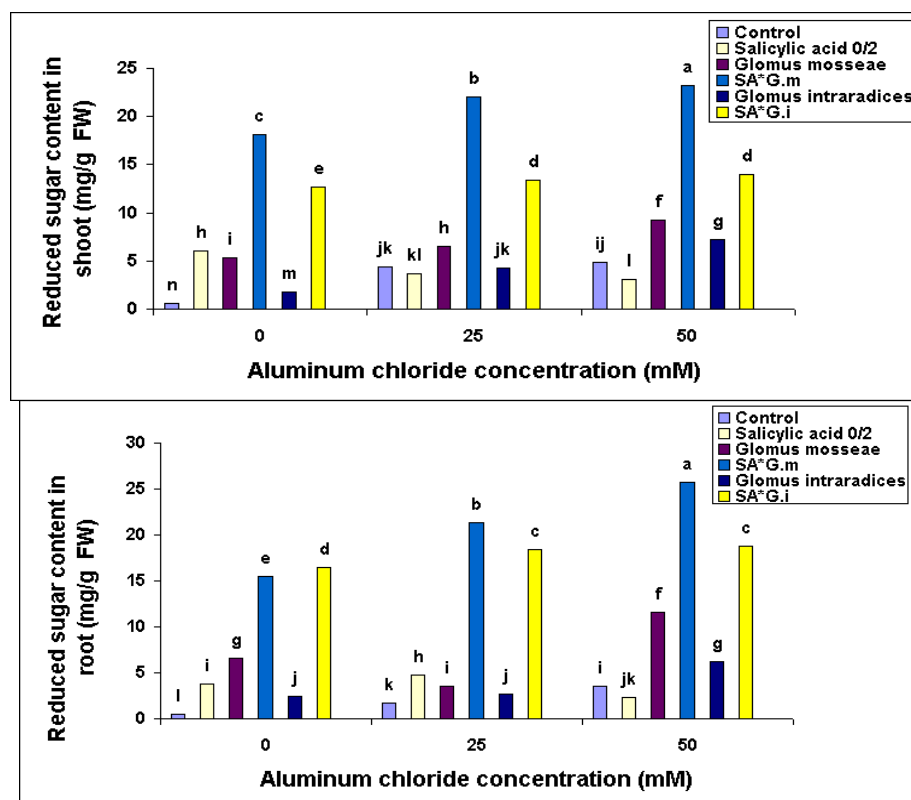 Control
Salicylic acid 0/2
Glomus mosseae
SA*G.m
Glomus intraradices
SA*G.i
Reduced sugar content in
shoot (mg/g FW)
25
20
15
10
5
0
n h i c m e
jk kl h b jk d
ij l f a g d
0 25 50
Aluminum chloride concentration (mM)
Control
Salicylic acid 0/2
Glomus mosseae
SA*G.m
Glomus intraradices
SA*G.i
Reduced sugar content in
root (mg/g FW)
30
25
20
15
10
5
0
l i g e j d
k h i b j c
i jk f a g c
0 25 50
Aluminum chloride concentration (mM)